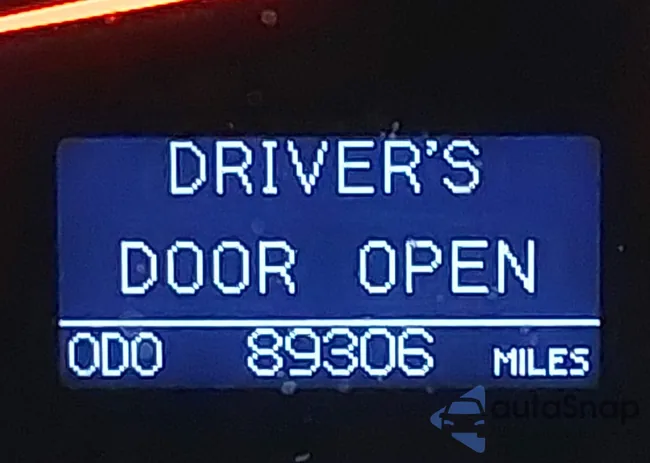 DRIVER'S
DOOR OPEN
ODO 89306 MILES
autoSnap